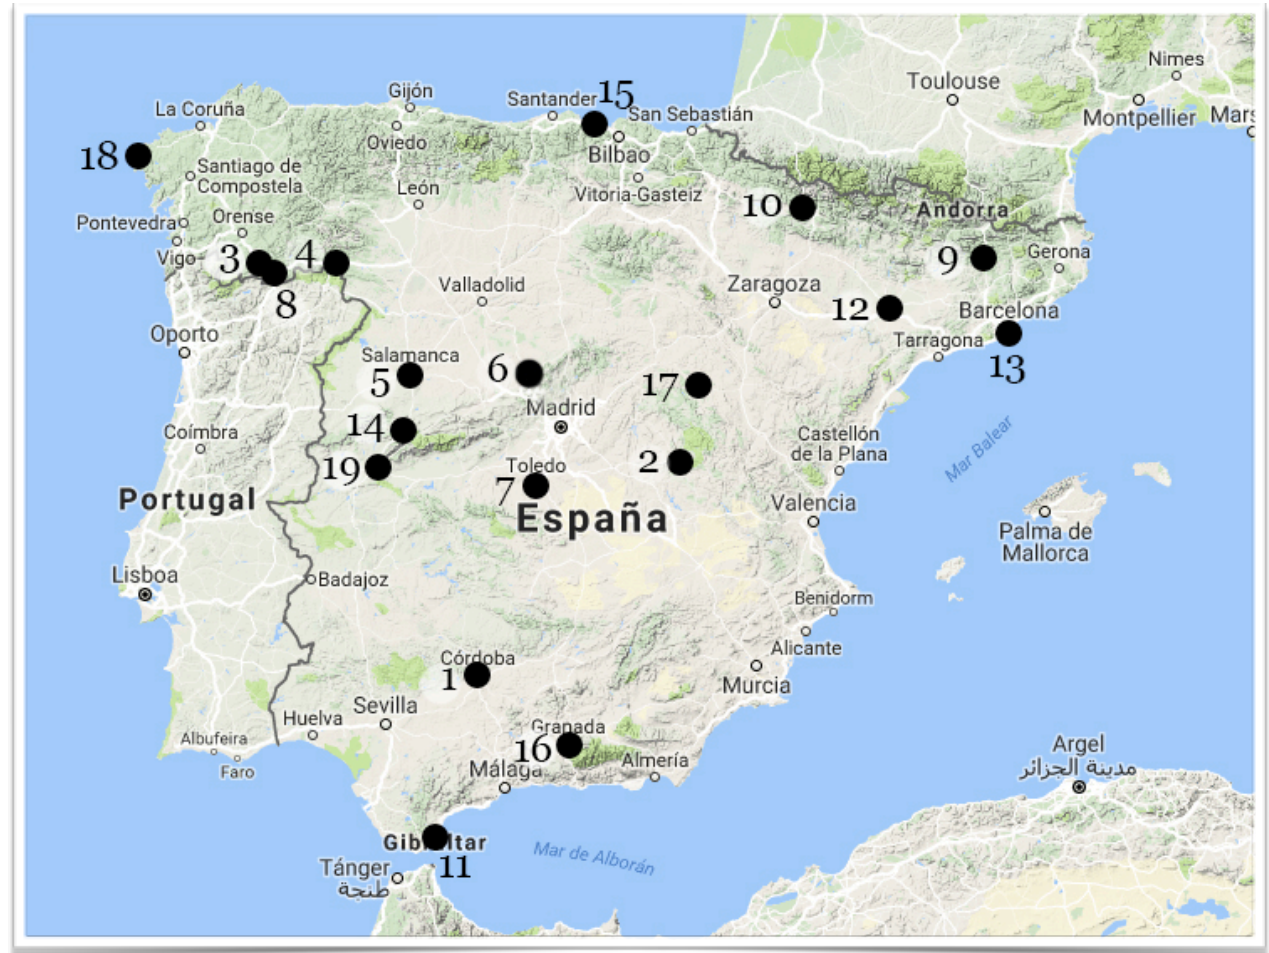 Nimes
Toulouse
Montpellier
Mars
Gijón
Santander
15
San Sebastián
La Coruña
Oviedo
Bilbao
18
Santiago de
Compostela
León
Vitoria-Gasteiz
10
Andorra
Pontevedra
Orense
Vigo
3
4
9
Gerona
8
Valladolid
Zaragoza
12
Barcelona
Oporto
Tarragona
Salamanca
5
6
17
13
Madrid
14
Coímbra
Castellón
de la Plana
Mar Balear
19
Toledo
2
7
Portugal
España
Valencia
Palma de
Mallorca
Lisboa
Badajoz
Benidorm
Alicante
Córdoba
1
Murcia
Sevilla
Huelva
Granada
16
Albufeira
Faro
Málaga
Almería
Argel
مدينة الجزائر
Gibraltar
11
Mar de Alborán
Tánger
طنجة